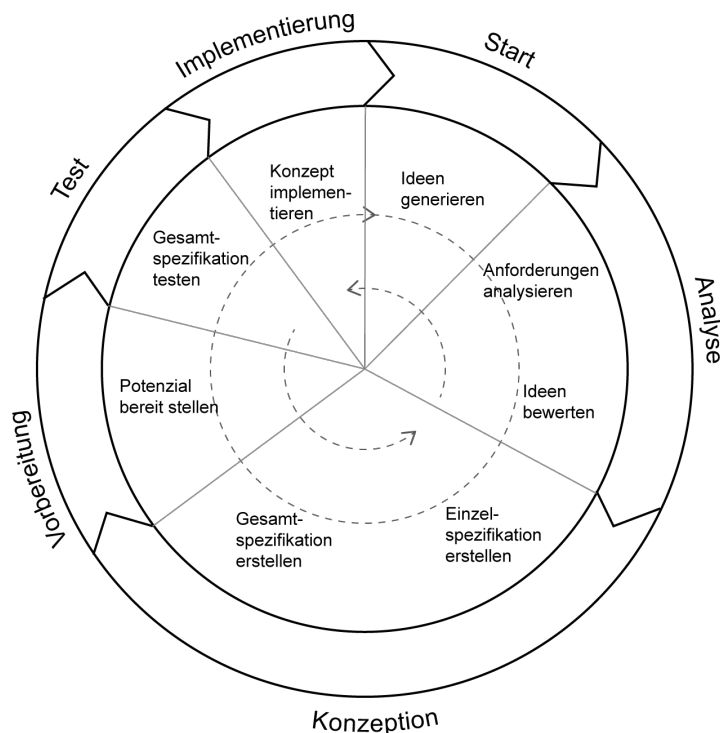 Implementierung
Start
Test
Analyse
Vorbereitung
Konzeption
Konzept
implemen-
tieren
Ideen
generieren
Gesamt-
spezifikation
testen
Anforderungen
analysieren
Potenzial
bereit stellen
Ideen
bewerten
Gesamt-
spezifikation
erstellen
Einzel-
spezifikation
erstellen